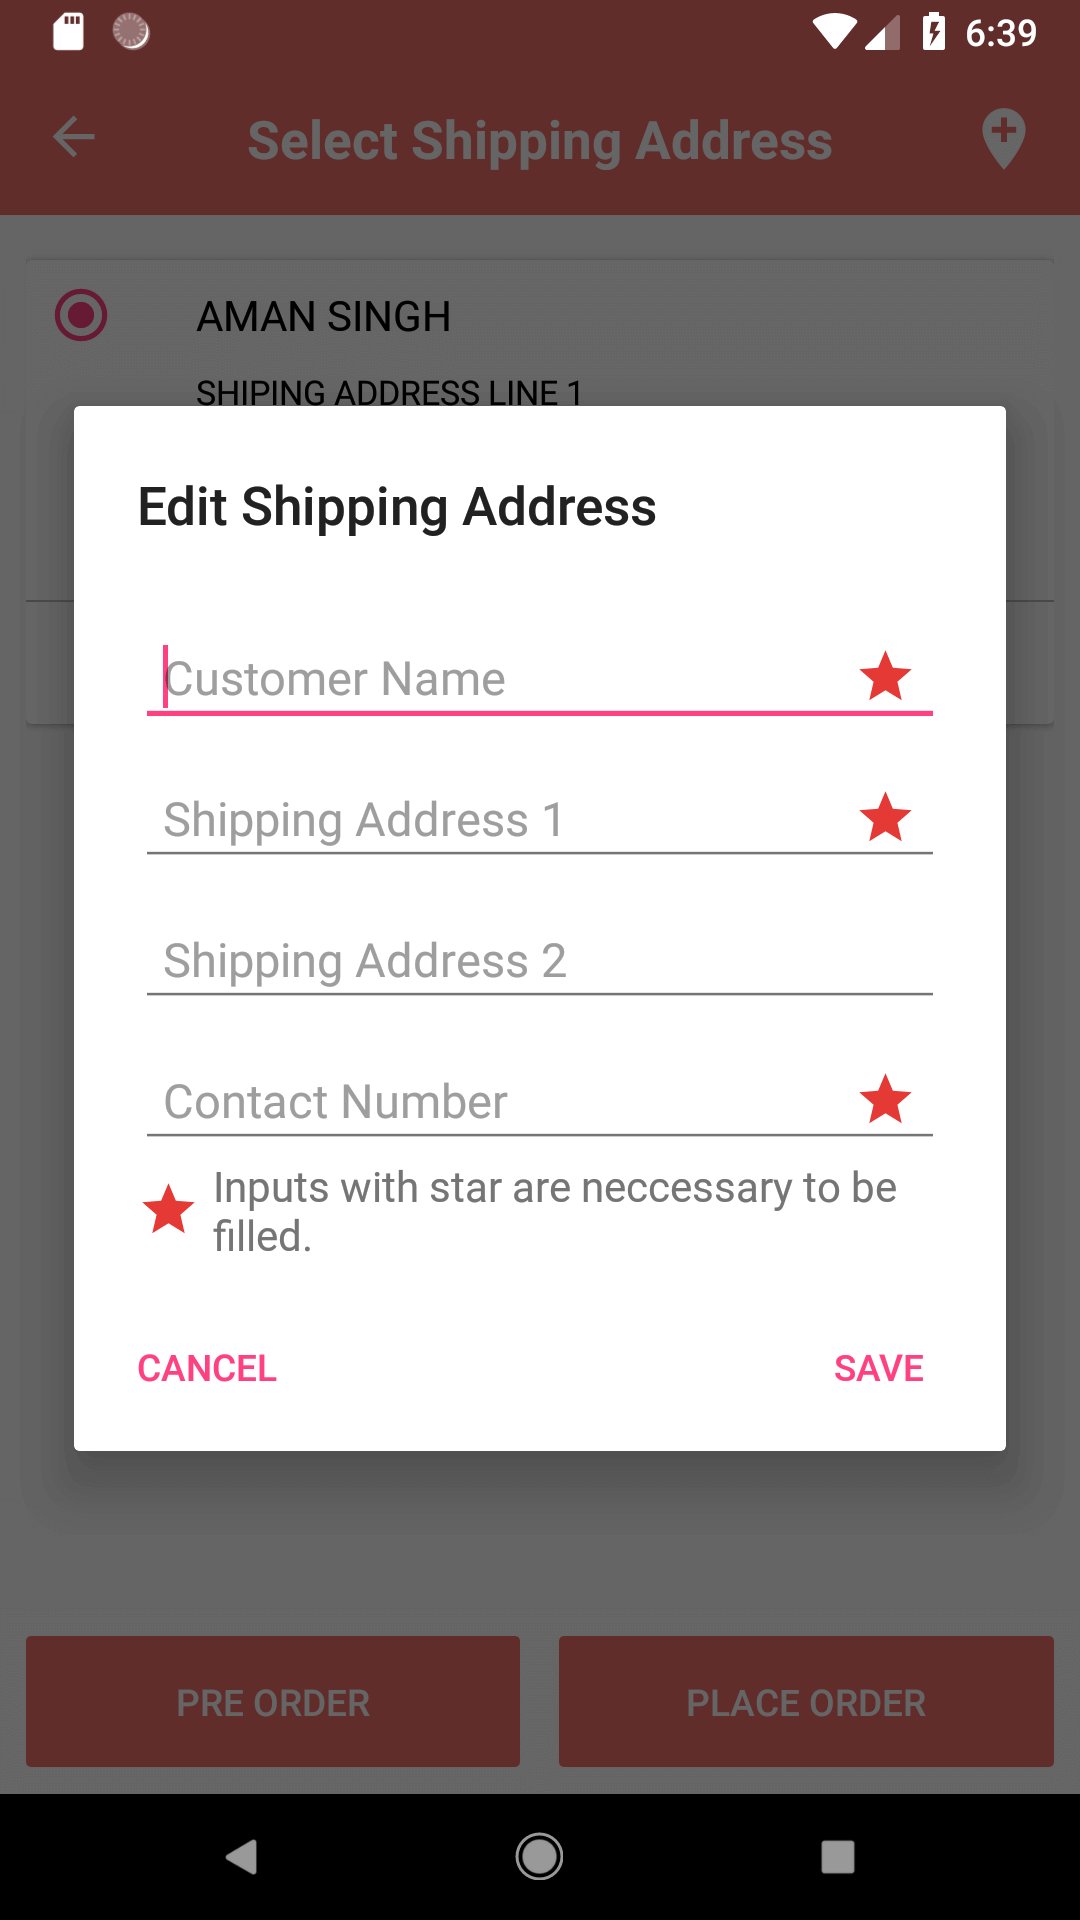 6:39
Select Shipping Address
AMAN SINGH
SHIPING ADDRESS LINE 1
Edit Shipping Address
Customer Name
Shipping Address 1
Shipping Address 2
Contact Number
Inputs with star are neccessary to be
filled.
CANCEL
SAVE
PRE ORDER
PLACE ORDER